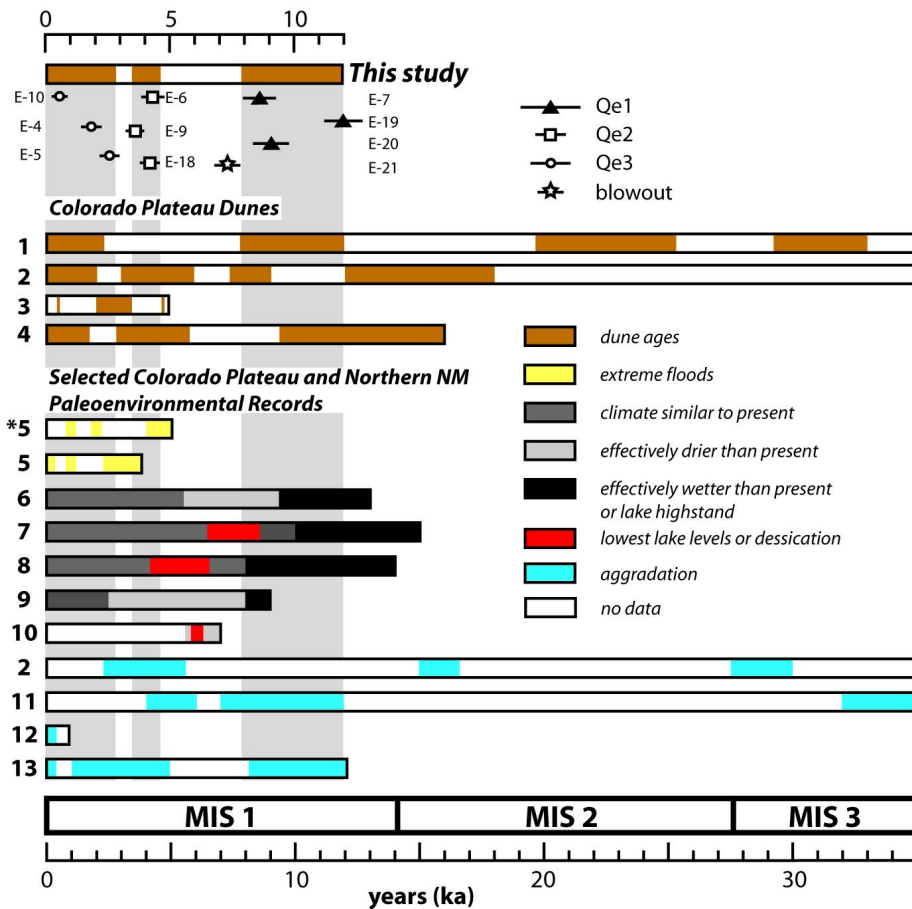 0 5 10
This study
E-10 E-6 E-7
E-4 E-9 E-19
E-20
E-5 E-18 E-21
Qe1
Qe2
Qe3
blowout
Colorado Plateau Dunes
1
2
3
4
dune ages
extreme floods
climate similar to present
effectively drier than present
effectively wetter than present
or lake highstand
lowest lake levels or dessication
aggradation
no data
Selected Colorado Plateau and Northern NM
Paleoenvironmental Records
*5
5
6
7
8
9
10
2
11
12
13
MIS 1 MIS 2 MIS 3
0 10 20 30
years (ka)